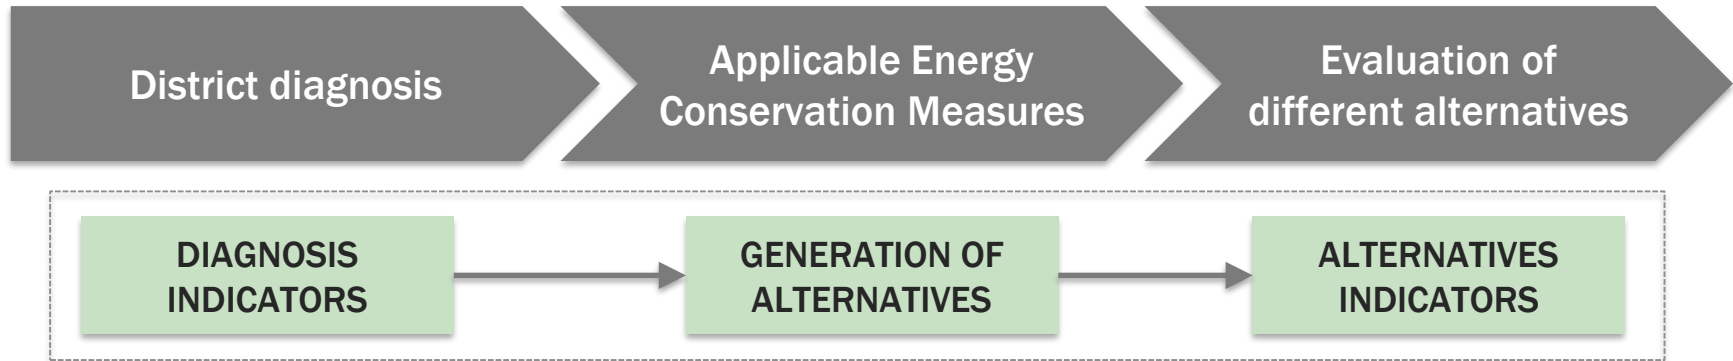 District diagnosis
Applicable Energy
Conservation Measures
Evaluation of
different alternatives
DIAGNOSIS
INDICATORS
GENERATION OF
ALTERNATIVES
ALTERNATIVES
INDICATORS